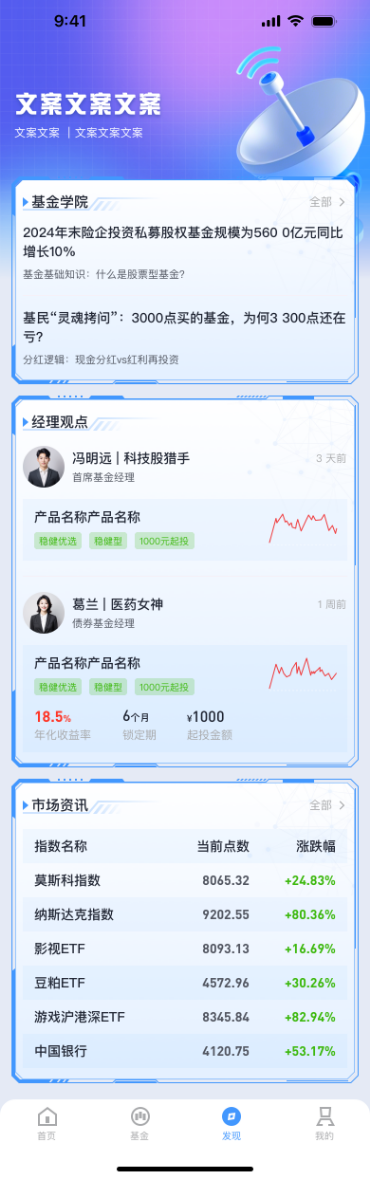 9:41
文案文案文案
文案文案 | 文案文案文案
基金学院
全部
2024年末险企投资私募股权基金规模为560 0亿元同比
增长10%
基金基础知识：什么是股票型基金?
基民“灵魂拷问”：3000点买的基金，为何3 300点还在
亏?
分红逻辑：现金分红vs红利再投资
经理观点
冯明远 | 科技股猎手
3 天前
首席基金经理
产品名称产品名称
稳健优选 稳健型 1000元起投
葛兰 | 医药女神
1 周前
债券基金经理
产品名称产品名称
稳健优选 稳健型 1000元起投
18.5% 6个月 ¥1000
年化收益率 锁定期 起投金额
市场资讯
全部
指数名称 当前点数 涨跌幅
莫斯科指数 8065.32 +24.83%
纳斯达克指数 9202.55 +80.36%
影视ETF 8093.13 +16.69%
豆粕ETF 4572.96 +30.26%
游戏沪港深ETF 8345.84 +82.94%
中国银行 4120.75 +53.17%
首页 基金 发现 我的